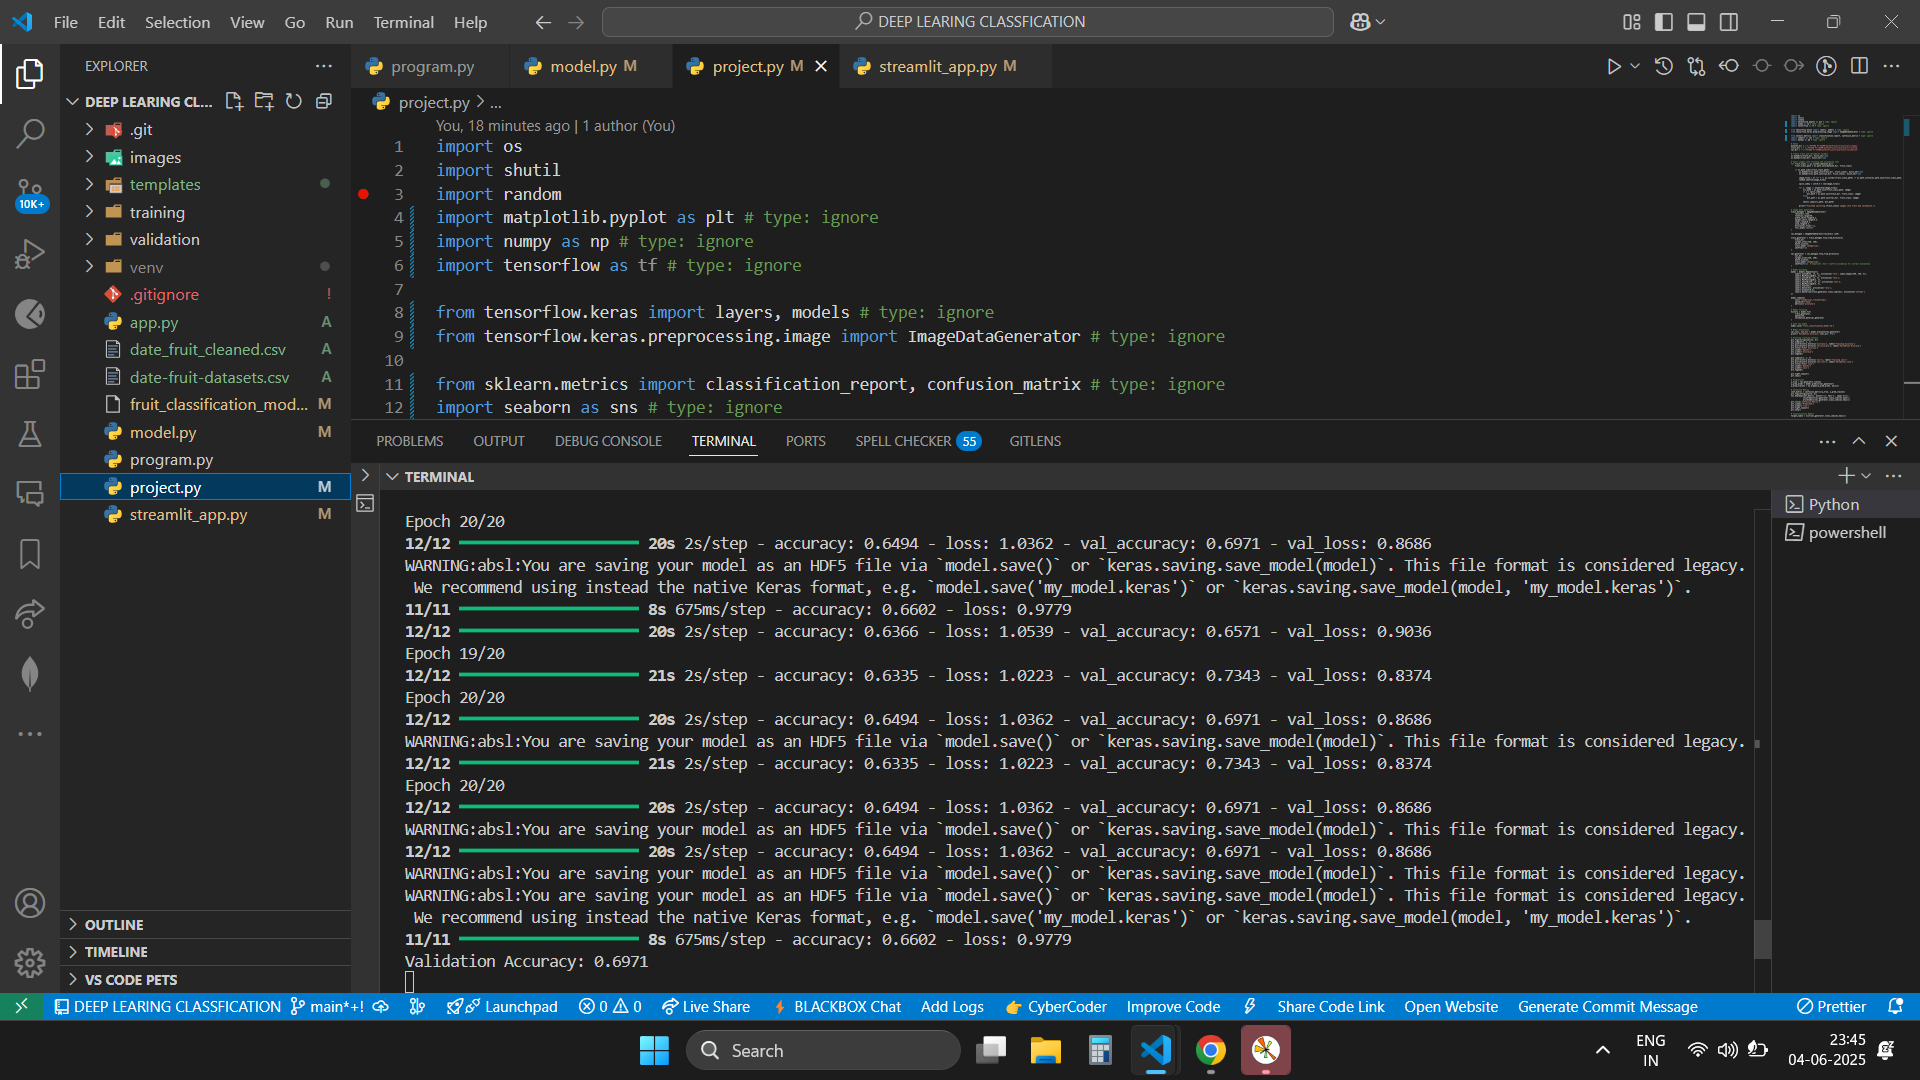 File Edit Selection View Go Run Terminal Help
DEEP LEARING CLASSFICATION
EXPLORER
DEEP LEARING CL...
.git
images
templates
training
validation
venv
.gitignore !
app.py A
date_fruit_cleaned.csv A
date-fruit-datasets.csv A
fruit_classification_mod... M
model.py M
program.py
project.py M
streamlit_app.py M
10K+
OUTLINE
TIMELINE
VS CODE PETS
program.py
model.py M
project.py M
streamlit_app.py M
project.py > ...
You, 18 minutes ago | 1 author (You)
1 import os
2 import shutil
3 import random
4 import matplotlib.pyplot as plt # type: ignore
5 import numpy as np # type: ignore
6 import tensorflow as tf # type: ignore
7
8 from tensorflow.keras import layers, models # type: ignore
9 from tensorflow.keras.preprocessing.image import ImageDataGenerator # type: ignore
10
11 from sklearn.metrics import classification_report, confusion_matrix # type: ignore
12 import seaborn as sns # type: ignore
PROBLEMS OUTPUT DEBUG CONSOLE TERMINAL PORTS SPELL CHECKER 55 GITLENS
TERMINAL
Python
powershell
Epoch 20/20
12/12 20s 2s/step - accuracy: 0.6494 - loss: 1.0362 - val_accuracy: 0.6971 - val_loss: 0.8686
WARNING:absl:You are saving your model as an HDF5 file via `model.save()` or `keras.saving.save_model(model)`. This file format is considered legacy.
We recommend using instead the native Keras format, e.g. `model.save('my_model.keras')` or `keras.saving.save_model(model, 'my_model.keras')`.
11/11 8s 675ms/step - accuracy: 0.6602 - loss: 0.9779
12/12 20s 2s/step - accuracy: 0.6366 - loss: 1.0539 - val_accuracy: 0.6571 - val_loss: 0.9036
Epoch 19/20
12/12 21s 2s/step - accuracy: 0.6335 - loss: 1.0223 - val_accuracy: 0.7343 - val_loss: 0.8374
Epoch 20/20
12/12 20s 2s/step - accuracy: 0.6494 - loss: 1.0362 - val_accuracy: 0.6971 - val_loss: 0.8686
WARNING:absl:You are saving your model as an HDF5 file via `model.save()` or `keras.saving.save_model(model)`. This file format is considered legacy.
12/12 21s 2s/step - accuracy: 0.6335 - loss: 1.0223 - val_accuracy: 0.7343 - val_loss: 0.8374
Epoch 20/20
12/12 20s 2s/step - accuracy: 0.6494 - loss: 1.0362 - val_accuracy: 0.6971 - val_loss: 0.8686
WARNING:absl:You are saving your model as an HDF5 file via `model.save()` or `keras.saving.save_model(model)`. This file format is considered legacy.
12/12 20s 2s/step - accuracy: 0.6494 - loss: 1.0362 - val_accuracy: 0.6971 - val_loss: 0.8686
WARNING:absl:You are saving your model as an HDF5 file via `model.save()` or `keras.saving.save_model(model)`. This file format is considered legacy.
WARNING:absl:You are saving your model as an HDF5 file via `model.save()` or `keras.saving.save_model(model)`. This file format is considered legacy.
We recommend using instead the native Keras format, e.g. `model.save('my_model.keras')` or `keras.saving.save_model(model, 'my_model.keras')`.
11/11 8s 675ms/step - accuracy: 0.6602 - loss: 0.9779
Validation Accuracy: 0.6971
DEEP LEARING CLASSFICATION main*+! Launchpad 0 0 Live Share BLACKBOX Chat Add Logs CyberCoder Improve Code Share Code Link Open Website Generate Commit Message Prettier
Search
ENG
IN
23:45
04-06-2025